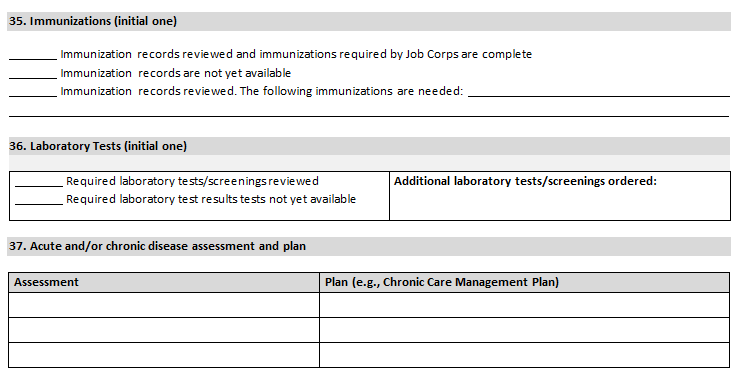 35. Immunizations (initial one)
________ Immunization records reviewed and immunizations required by Job Corps are complete
________ Immunization records are not yet available
________ Immunization records reviewed. The following immunizations are needed: ________
36. Laboratory Tests (initial one)
________ Required laboratory tests/screenings reviewed
________ Required laboratory test results tests not yet available
Additional laboratory tests/screenings ordered:
37. Acute and/or chronic disease assessment and plan
Assessment
Plan (e.g., Chronic Care Management Plan)